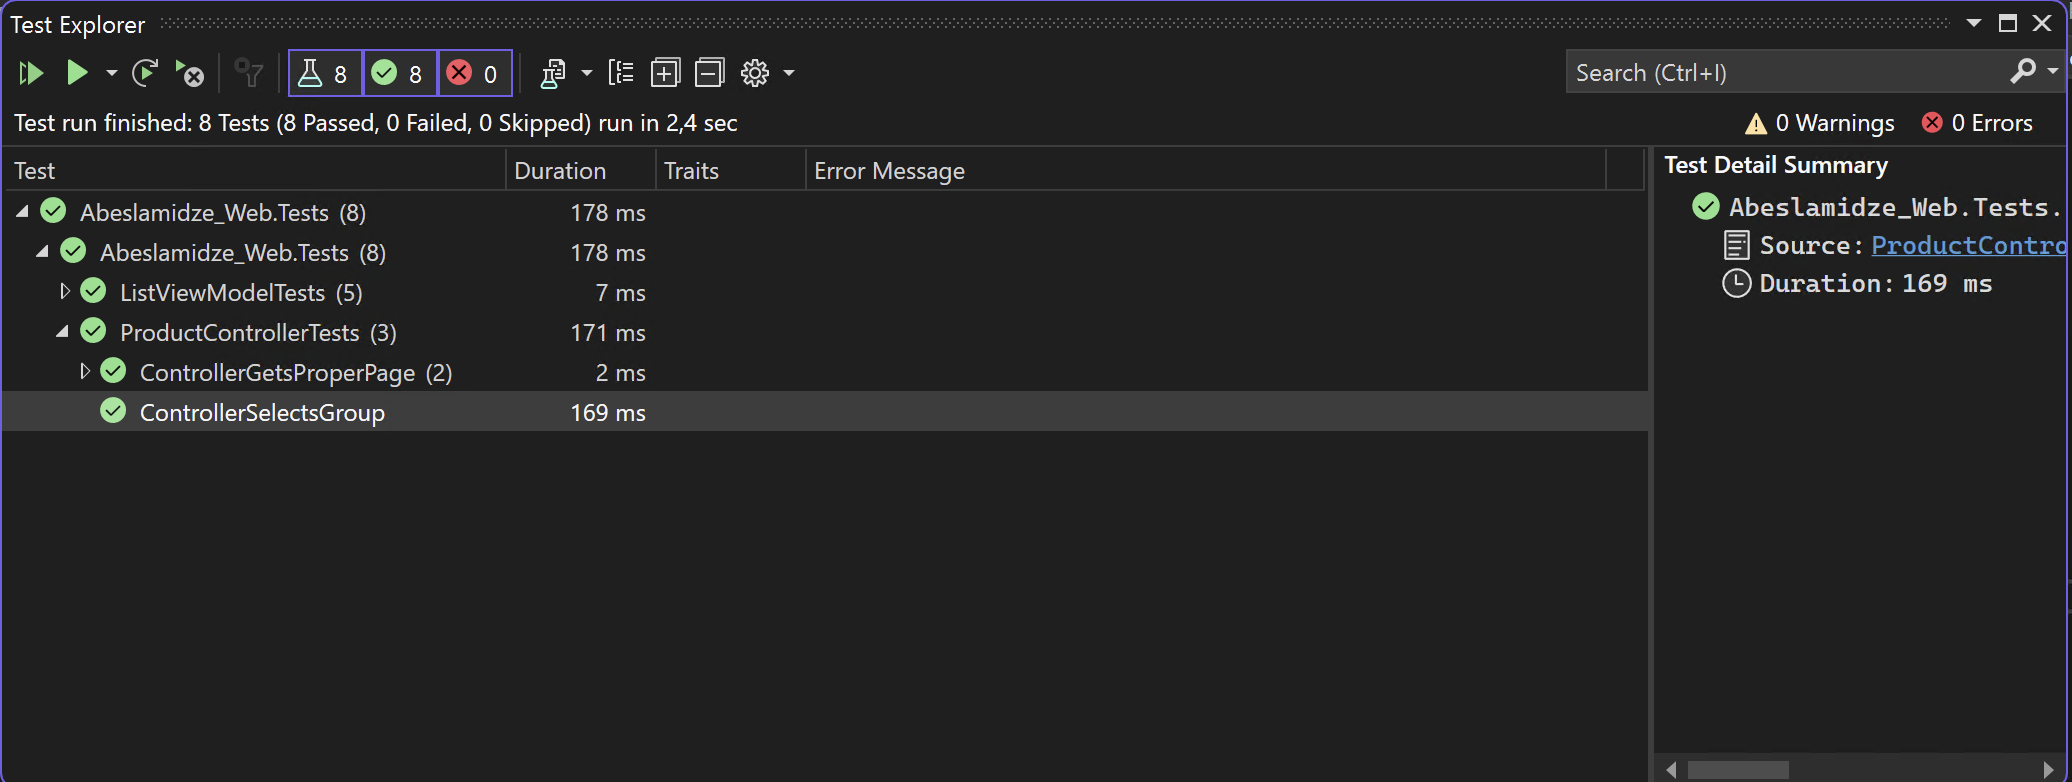 Test Explorer
8 8 0
Search (Ctrl+I)
Test run finished: 8 Tests (8 Passed, 0 Failed, 0 Skipped) run in 2,4 sec
0 Warnings 0 Errors
Test Duration Traits Error Message
Abeslamidze_Web.Tests (8) 178 ms
Abeslamidze_Web.Tests (8) 178 ms
ListViewModelTests (5) 7 ms
ProductControllerTests (3) 171 ms
ControllerGetsProperPage (2) 2 ms
ControllerSelectsGroup 169 ms
Test Detail Summary
Abeslamidze_Web.Tests.
Source: ProductContro
Duration: 169 ms